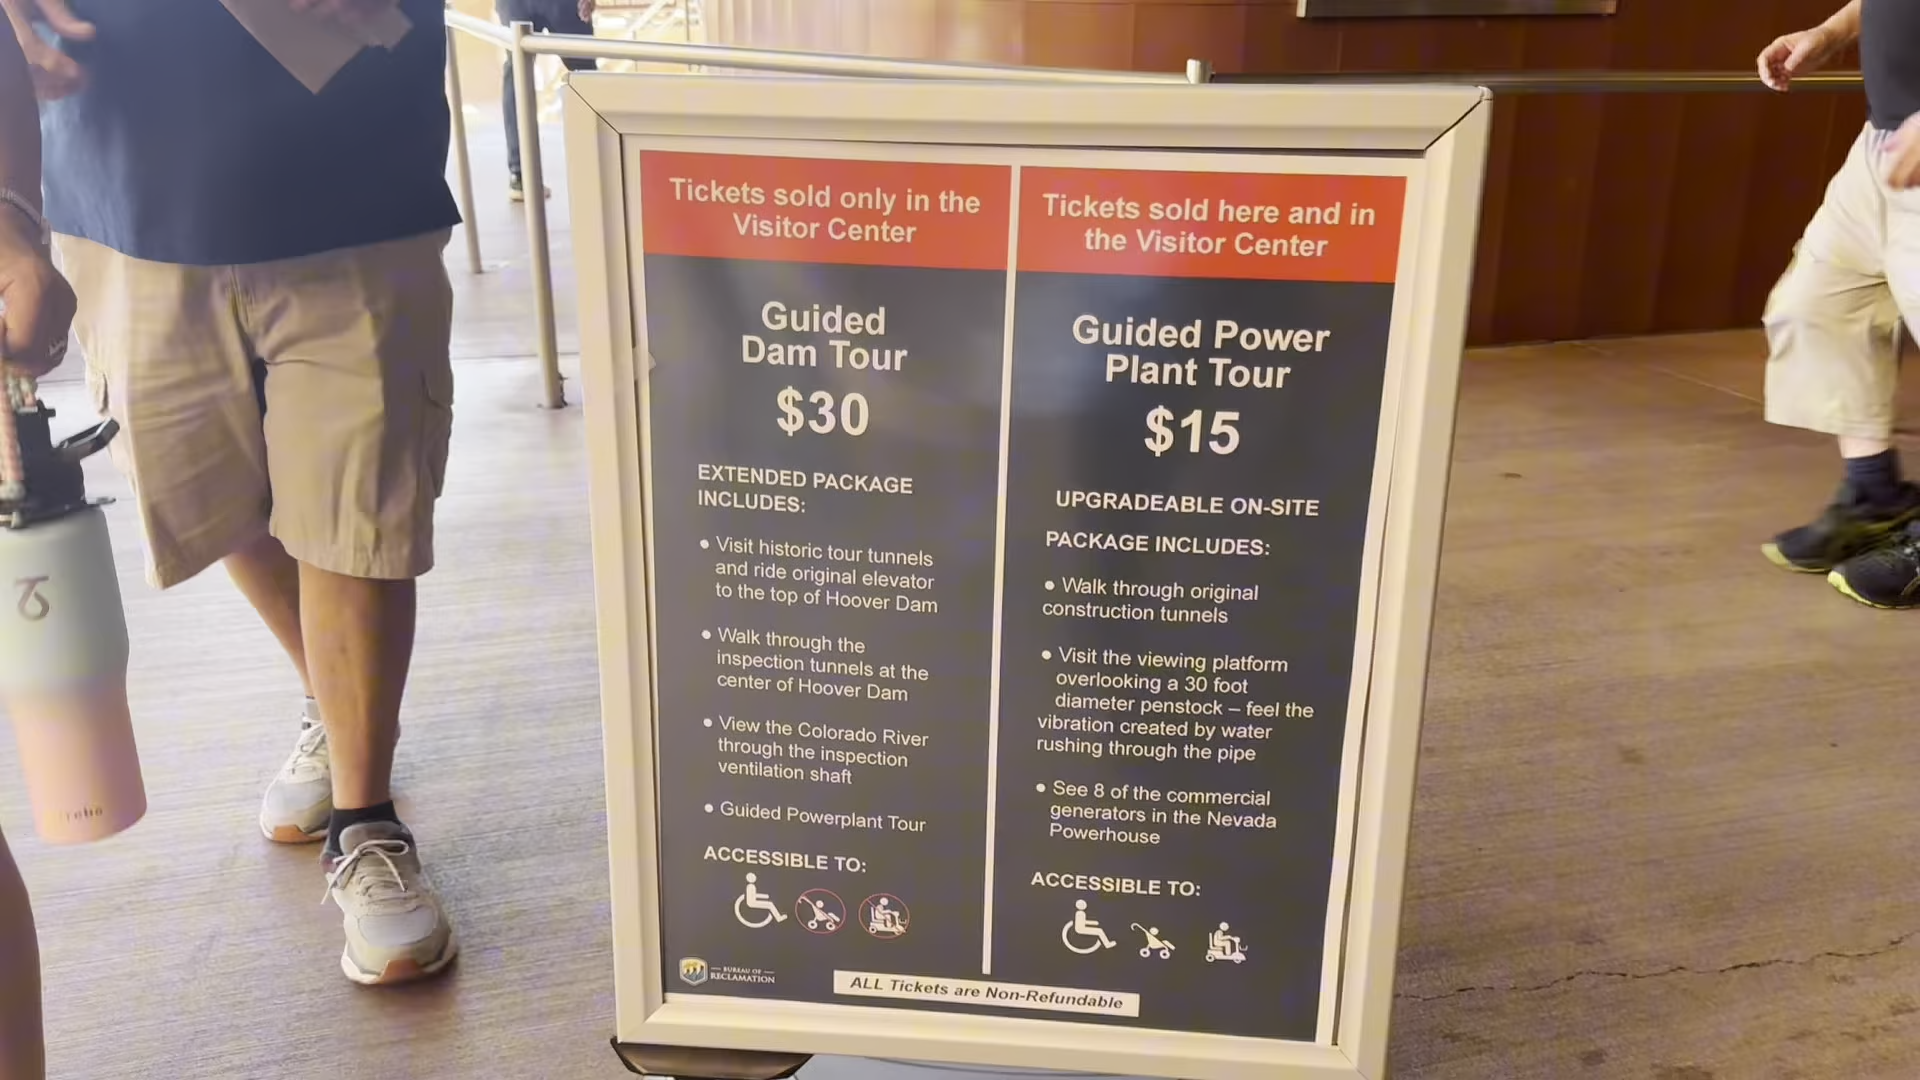 Tickets sold only in the
Visitor Center
Guided
Dam Tour
$30
EXTENDED PACKAGE
INCLUDES:
• Visit historic tour tunnels
and ride original elevator
to the top of Hoover Dam
• Walk through the
inspection tunnels at the
center of Hoover Dam
• View the Colorado River
through the inspection
ventilation shaft
• Guided Powerplant Tour
ACCESSIBLE TO:
BUREAU OF
RECLAMATION
Tickets sold here and in
the Visitor Center
Guided Power
Plant Tour
$15
UPGRADEABLE ON-SITE
PACKAGE INCLUDES:
• Walk through original
construction tunnels
• Visit the viewing platform
overlooking a 30 foot
diameter penstock – feel the
vibration created by water
rushing through the pipe
• See 8 of the commercial
generators in the Nevada
Powerhouse
ACCESSIBLE TO:
ALL Tickets are Non-Refundable